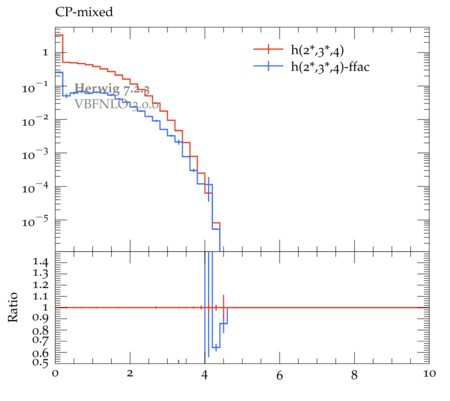 CP-mixed
h(2*,3*,4)
h(2*,3*,4)-ffac
Herwig 7.2.3
VBFNLO 3.0.0
1
10⁻¹
10⁻²
10⁻³
10⁻⁴
10⁻⁵
Ratio
1.4
1.3
1.2
1.1
1
0.9
0.8
0.7
0.6
0.5
0 2 4 6 8 10